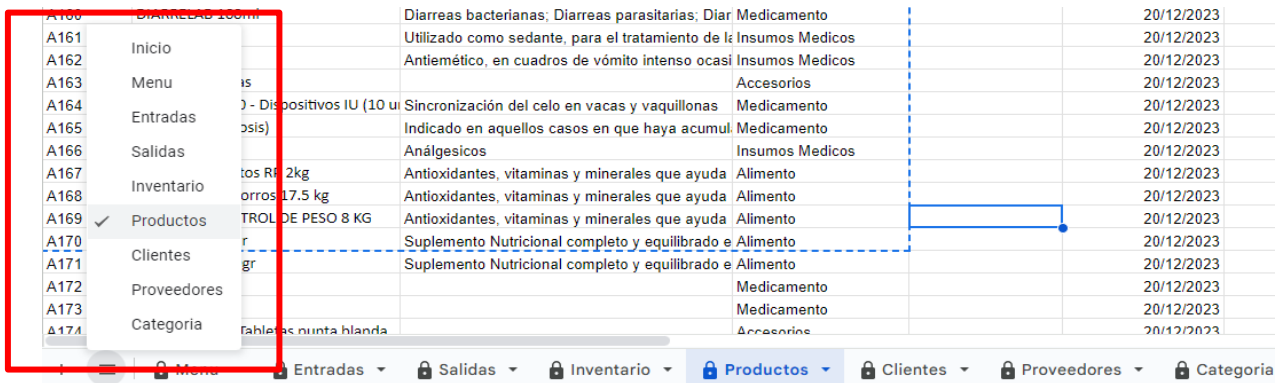 A160 DIARRELAB 100ml Diarreas bacterianas; Diarreas parasitarias; Diar Medicamento 20/12/2023
A161 Utilizado como sedante, para el tratamiento de la Insumos Medicos 20/12/2023
Inicio
A162 Antiemético, en cuadros de vómito intenso ocasi Insumos Medicos 20/12/2023
A163 Menu as Accesorios 20/12/2023
A164 0 - Dispositivos IU (10 u Sincronización del celo en vacas y vaquillonas Medicamento 20/12/2023
Entradas
A165 osis) Indicado en aquellos casos en que haya acumul Medicamento 20/12/2023
A166 Salidas Análgesicos Insumos Medicos 20/12/2023
A167 tos RP 2kg Antioxidantes, vitaminas y minerales que ayuda Alimento 20/12/2023
Inventario
A168 orros 17.5 kg Antioxidantes, vitaminas y minerales que ayuda Alimento 20/12/2023
A169 Productos TROL DE PESO 8 KG Antioxidantes, vitaminas y minerales que ayuda Alimento 20/12/2023
A170 r Suplemento Nutricional completo y equilibrado e Alimento 20/12/2023
Clientes
A171 gr Suplemento Nutricional completo y equilibrado e Alimento 20/12/2023
A172 Proveedores Medicamento 20/12/2023
A173 Medicamento 20/12/2023
Categoria
A174 Tabletas punta blanda Accesorios 20/12/2023
Menu Entradas Salidas Inventario Productos Clientes Proveedores Categoria